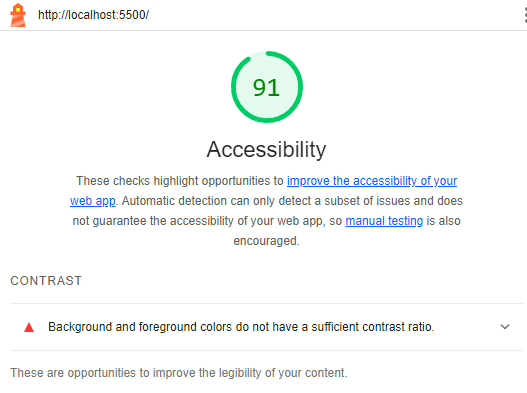 http://localhost:5500/
91
Accessibility
These checks highlight opportunities to improve the accessibility of your
web app. Automatic detection can only detect a subset of issues and does
not guarantee the accessibility of your web app, so manual testing is also
encouraged.
CONTRAST
Background and foreground colors do not have a sufficient contrast ratio.
These are opportunities to improve the legibility of your content.